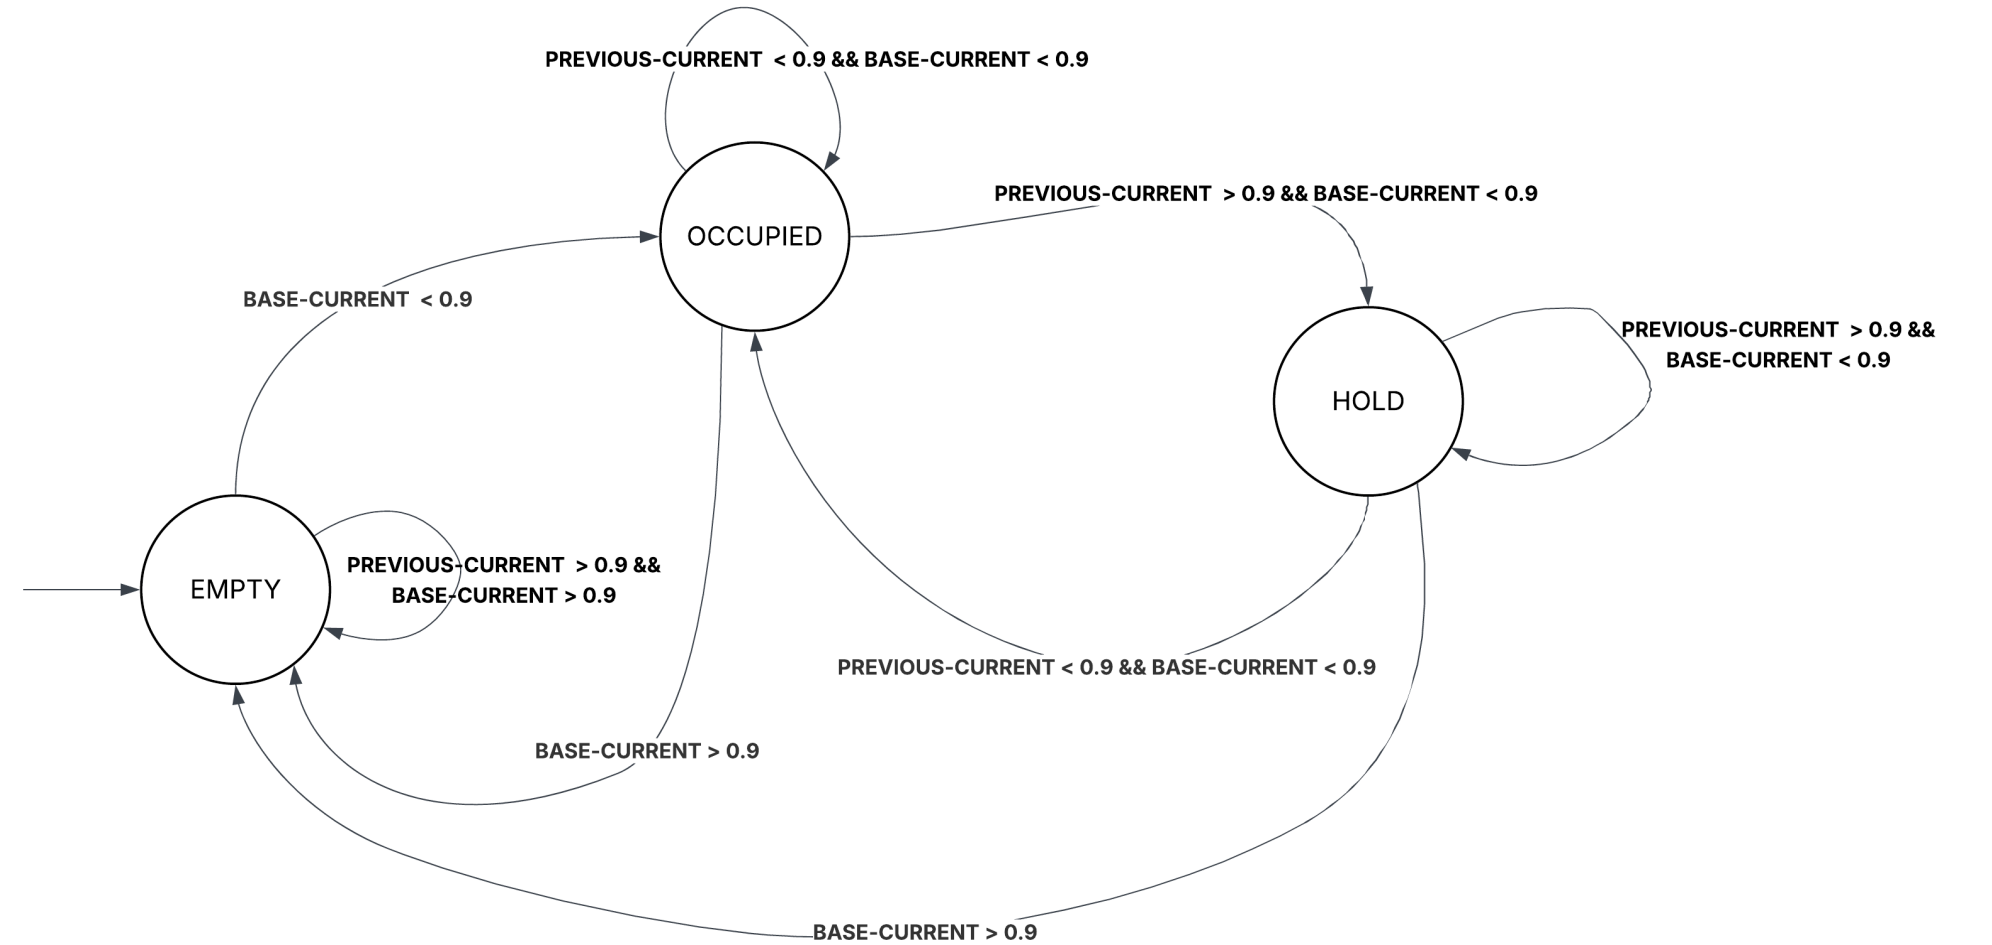 PREVIOUS-CURRENT < 0.9 && BASE-CURRENT < 0.9
PREVIOUS-CURRENT > 0.9 && BASE-CURRENT < 0.9
OCCUPIED
BASE-CURRENT < 0.9
PREVIOUS-CURRENT > 0.9 &&
BASE-CURRENT < 0.9
HOLD
PREVIOUS-CURRENT > 0.9 &&
BASE-CURRENT > 0.9
EMPTY
PREVIOUS-CURRENT < 0.9 && BASE-CURRENT < 0.9
BASE-CURRENT > 0.9
BASE-CURRENT > 0.9